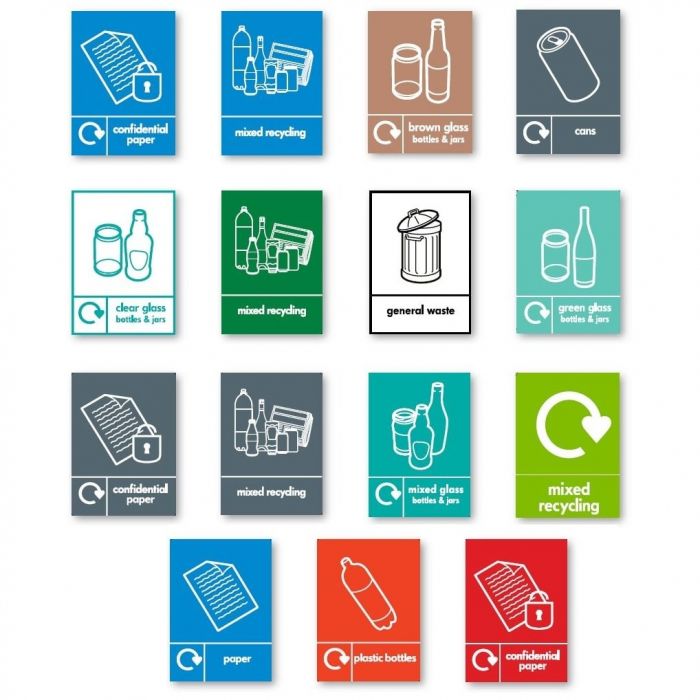 confidential
paper
mixed recycling
brown glass
bottles & jars
cans
clear glass
bottles & jars
mixed recycling
general waste
green glass
bottles & jars
confidential
paper
mixed recycling
mixed glass
bottles & jars
mixed
recycling
paper
plastic bottles
confidential
paper